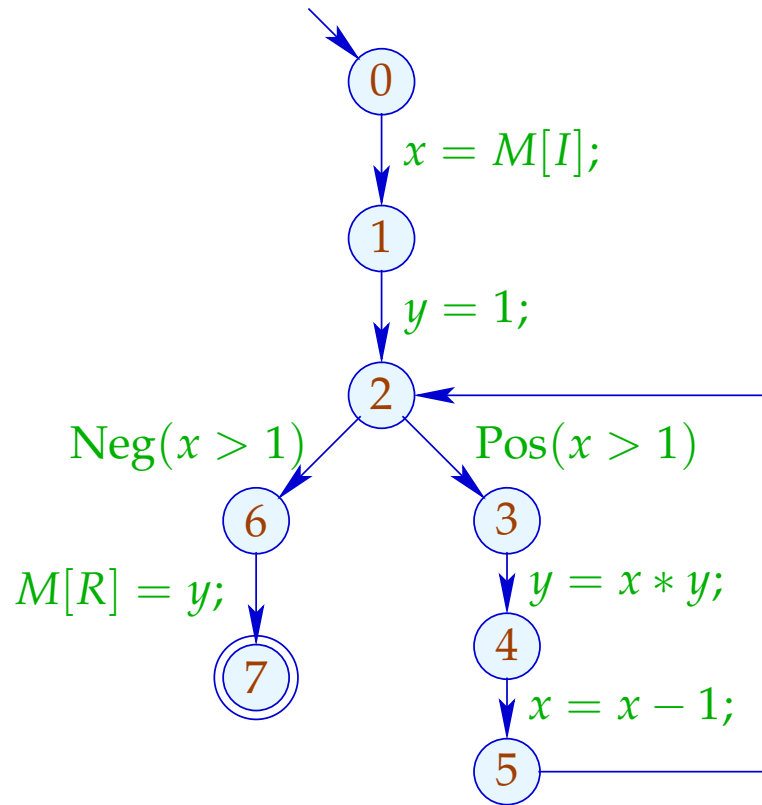 0
x = M[I];
1
y = 1;
2
Neg(x > 1) Pos(x > 1)
6 3
M[R] = y; y = x ∗ y;
4
7
x = x − 1;
5